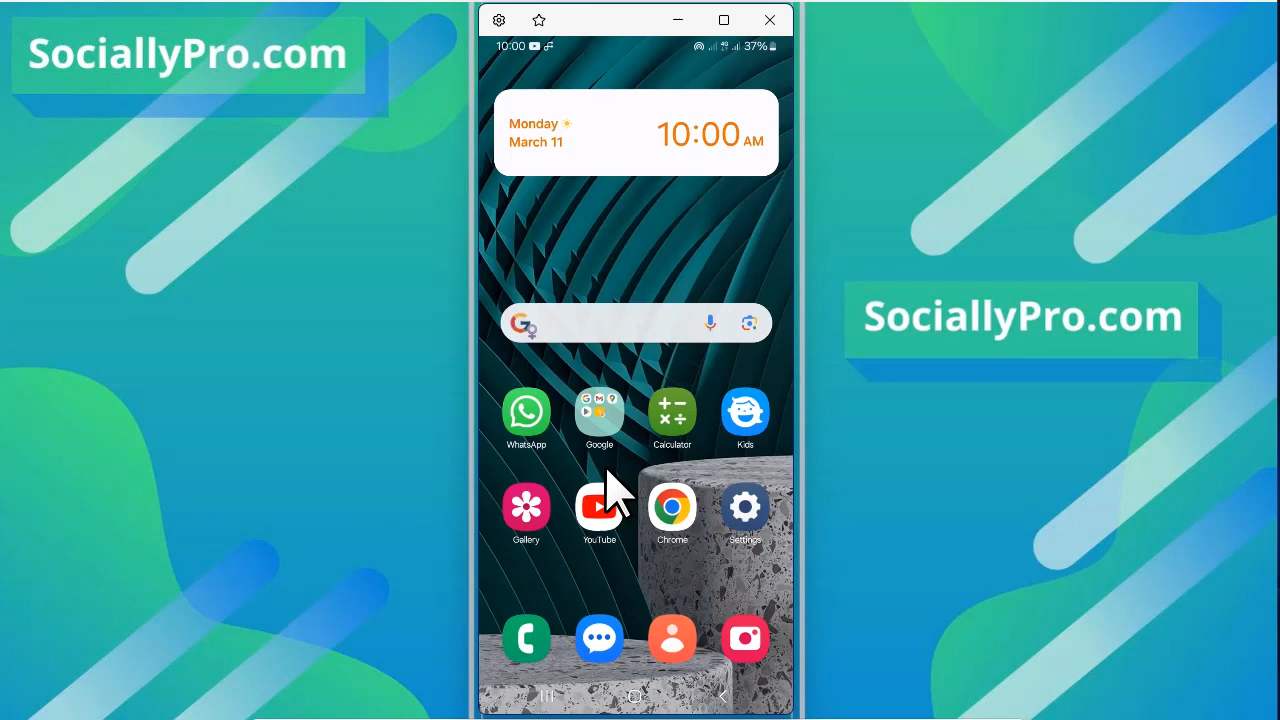 SociallyPro.com
10:00
4G
37%
Monday
March 11
10:00 AM
SociallyPro.com
WhatsApp
Google
Calculator
Kids
Gallery
YouTube
Chrome
Settings